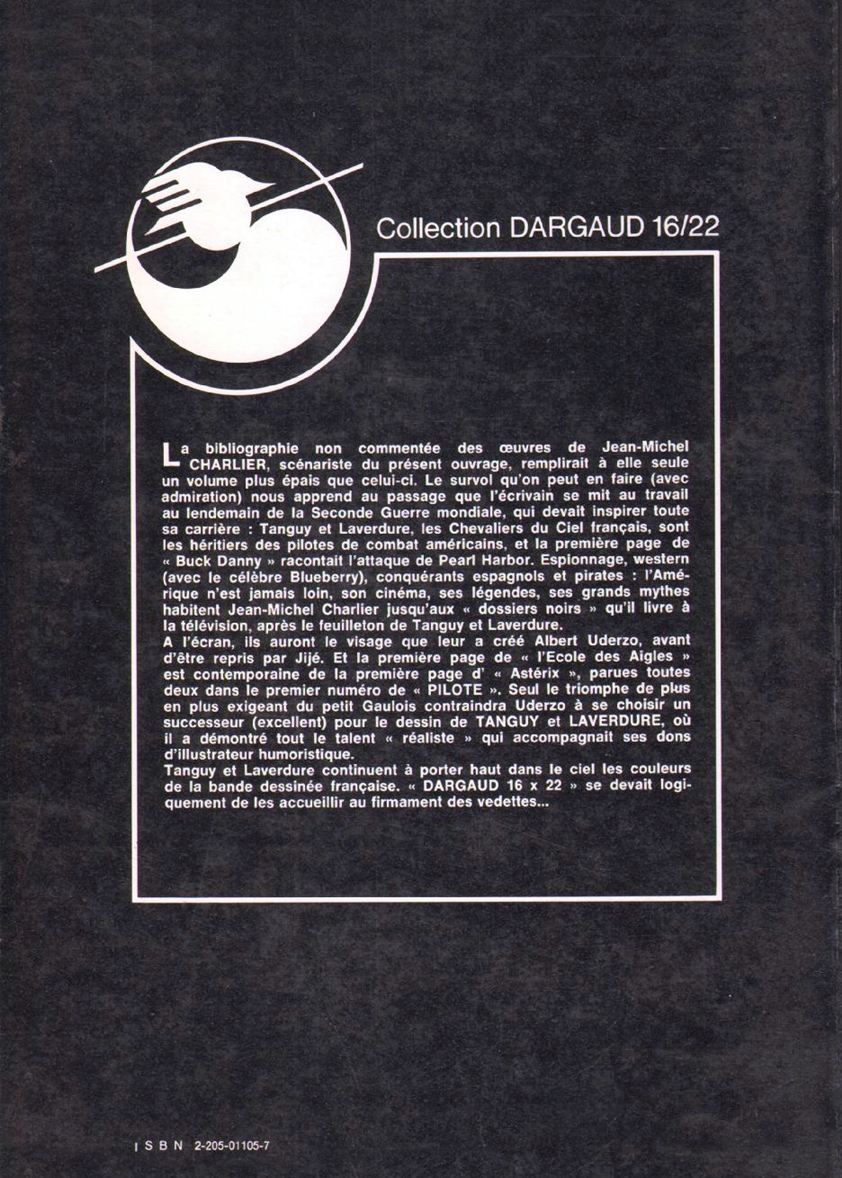 Collection DARGAUD 16/22
La bibliographie non commentée des œuvres de Jean-Michel
CHARLIER, scénariste du présent ouvrage, remplirait à elle seule
un volume plus épais que celui-ci. Le survol qu'on peut en faire (avec
admiration) nous apprend au passage que l'écrivain se mit au travail
au lendemain de la Seconde Guerre mondiale, qui devait inspirer toute
sa carrière : Tanguy et Laverdure, les Chevaliers du Ciel français, sont
les héritiers des pilotes de combat américains, et la première page de
« Buck Danny » racontait l'attaque de Pearl Harbor. Espionnage, western
(avec le célèbre Blueberry), conquérants espagnols et pirates : l'Amé-
rique n'est jamais loin, son cinéma, ses légendes, ses grands mythes
habitent Jean-Michel Charlier jusqu'aux « dossiers noirs » qu'il livre à
la télévision, après le feuilleton de Tanguy et Laverdure.
A l'écran, ils auront le visage que leur a créé Albert Uderzo, avant
d'être repris par Jijé. Et la première page de « l'Ecole des Aigles »
est contemporaine de la première page d' « Astérix », parues toutes
deux dans le premier numéro de « PILOTE ». Seul le triomphe de plus
en plus exigeant du petit Gaulois contraindra Uderzo à se choisir un
successeur (excellent) pour le dessin de TANGUY et LAVERDURE, où
il a démontré tout le talent « réaliste » qui accompagnait ses dons
d'illustrateur humoristique.
Tanguy et Laverdure continuent à porter haut dans le ciel les couleurs
de la bande dessinée française. « DARGAUD 16 x 22 » se devait logi-
quement de les accueillir au firmament des vedettes...
ISBN 2-205-01105-7